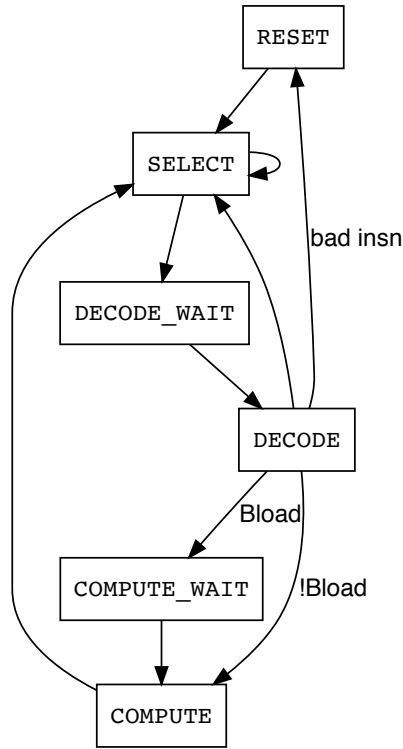 RESET
SELECT
bad insn
DECODE_WAIT
DECODE
Bload
COMPUTE_WAIT
!Bload
COMPUTE